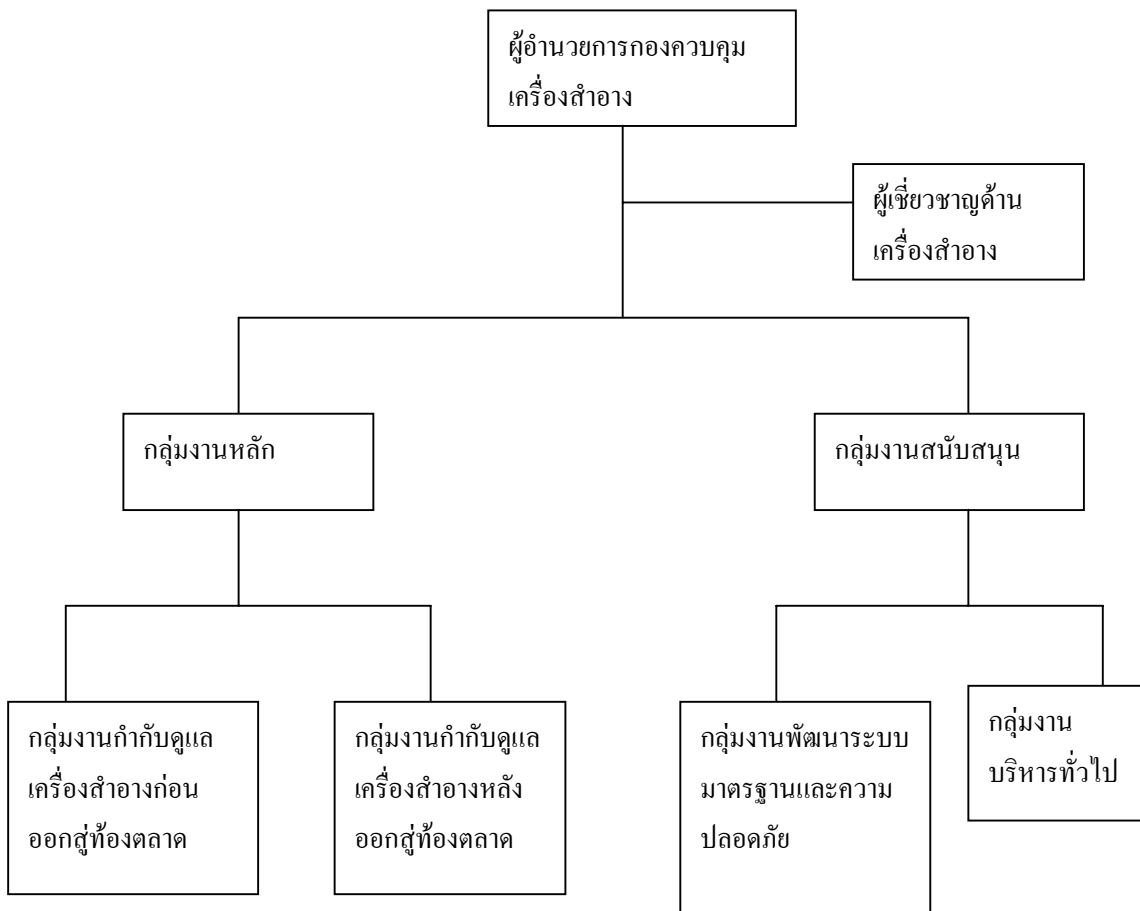 ผู้อำนวยการกองควบคุม
เครื่องสำอาง
ผู้เชี่ยวชาญด้าน
เครื่องสำอาง
กลุ่มงานหลัก
กลุ่มงานสนับสนุน
กลุ่มงานกำกับดูแล
เครื่องสำอางก่อน
ออกสู่ท้องตลาด
กลุ่มงานกำกับดูแล
เครื่องสำอางหลัง
ออกสู่ท้องตลาด
กลุ่มงานพัฒนาระบบ
มาตรฐานและความ
ปลอดภัย
กลุ่มงาน
บริหารทั่วไป